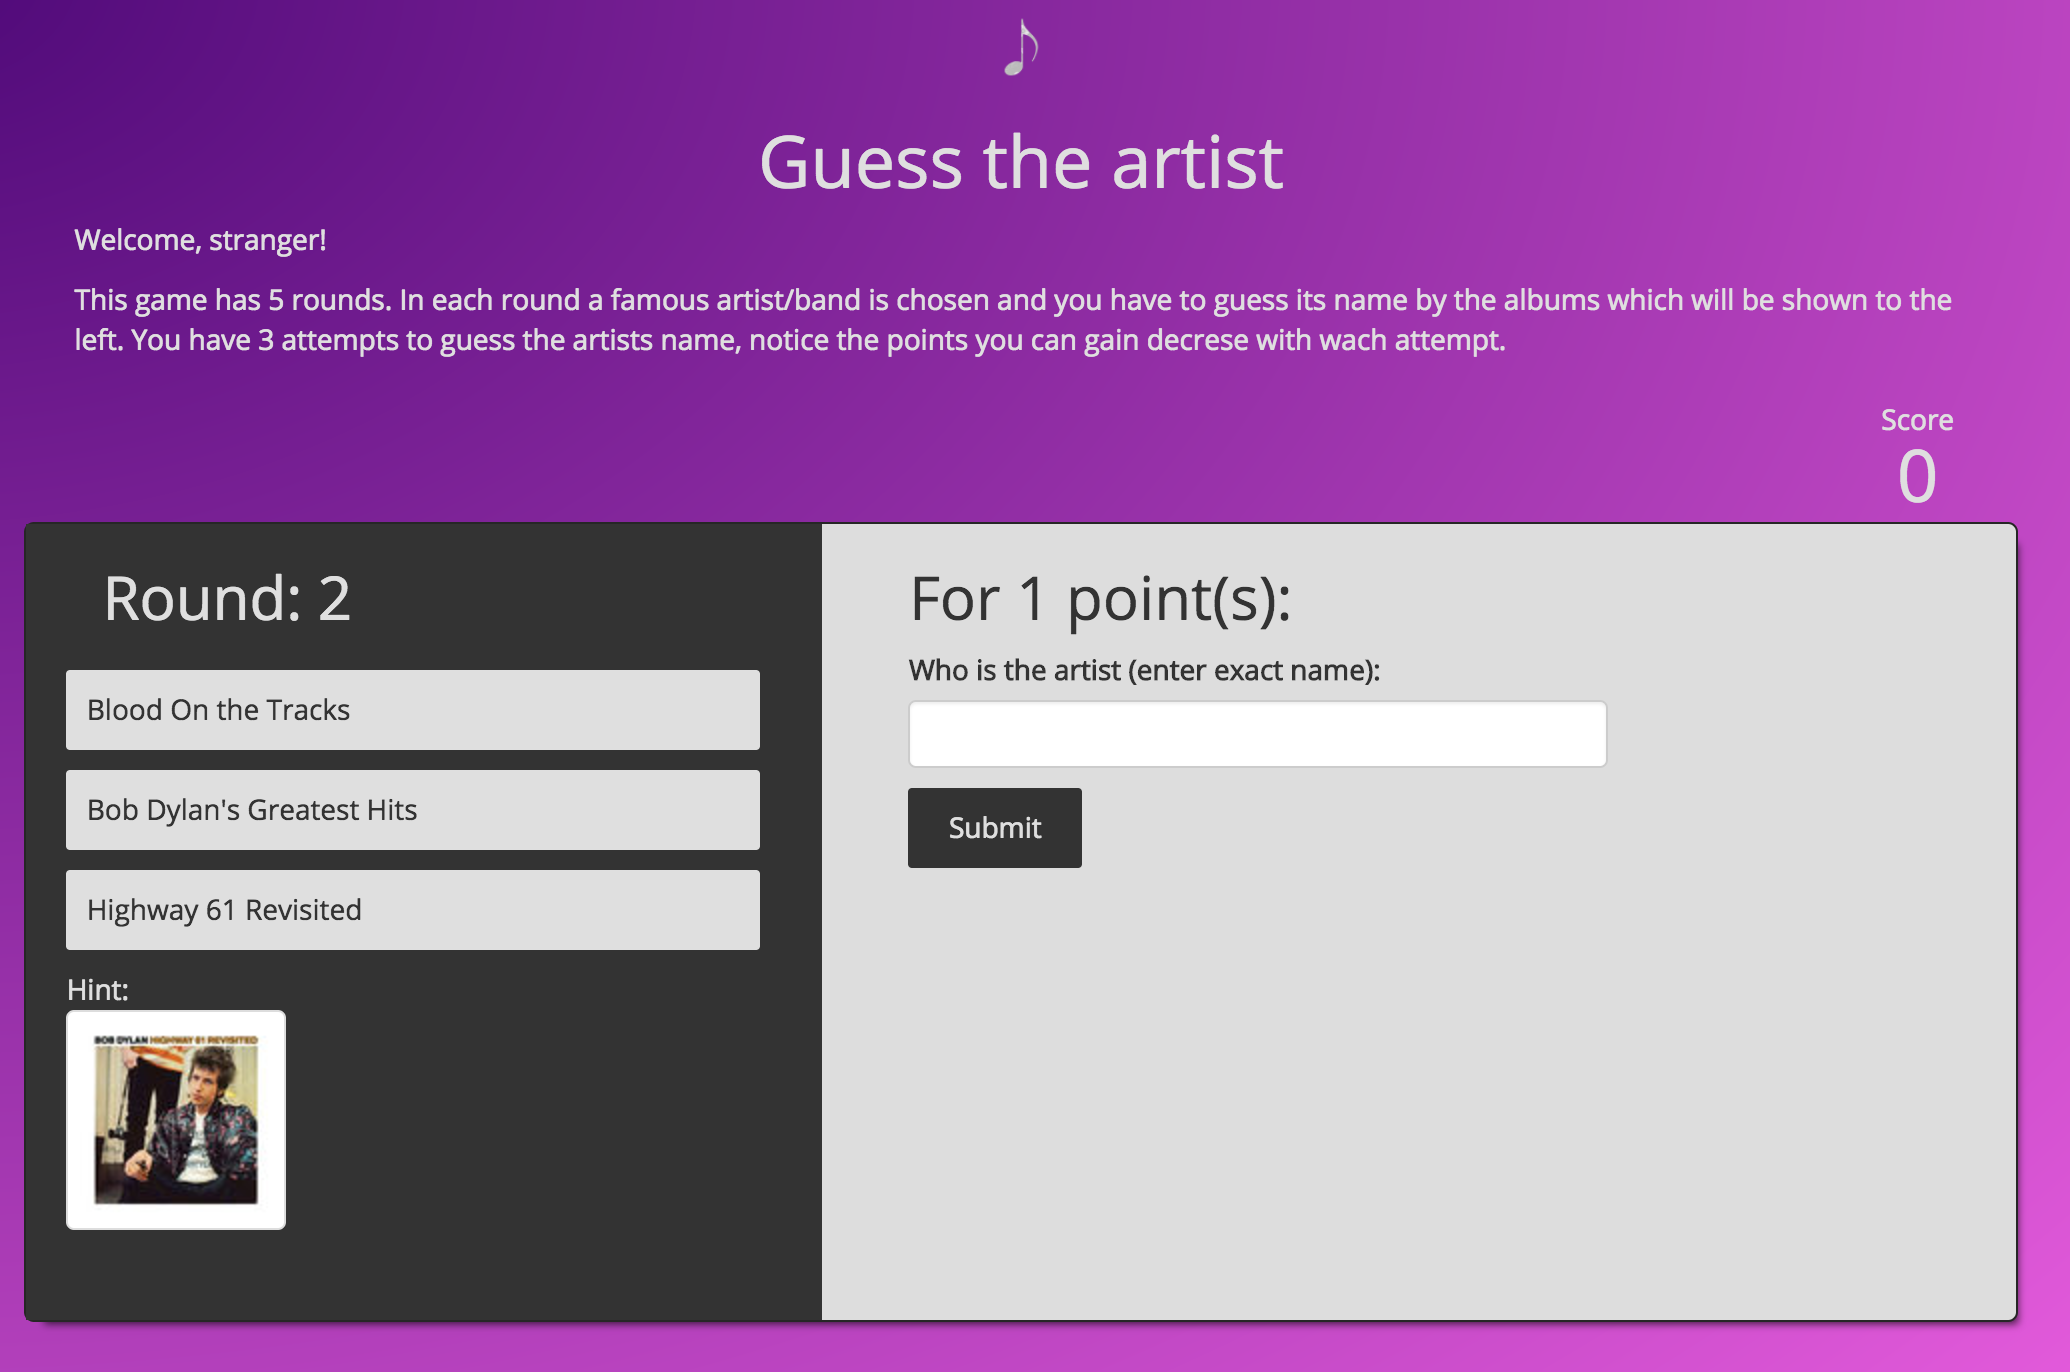 Guess the artist
Welcome, stranger!
This game has 5 rounds. In each round a famous artist/band is chosen and you have to guess its name by the albums which will be shown to the
left. You have 3 attempts to guess the artists name, notice the points you can gain decrese with wach attempt.
Score
0
Round: 2
Blood On the Tracks
Bob Dylan's Greatest Hits
Highway 61 Revisited
Hint:
BOB DYLAN HIGHWAY 61 REVISITED
For 1 point(s):
Who is the artist (enter exact name):
Submit